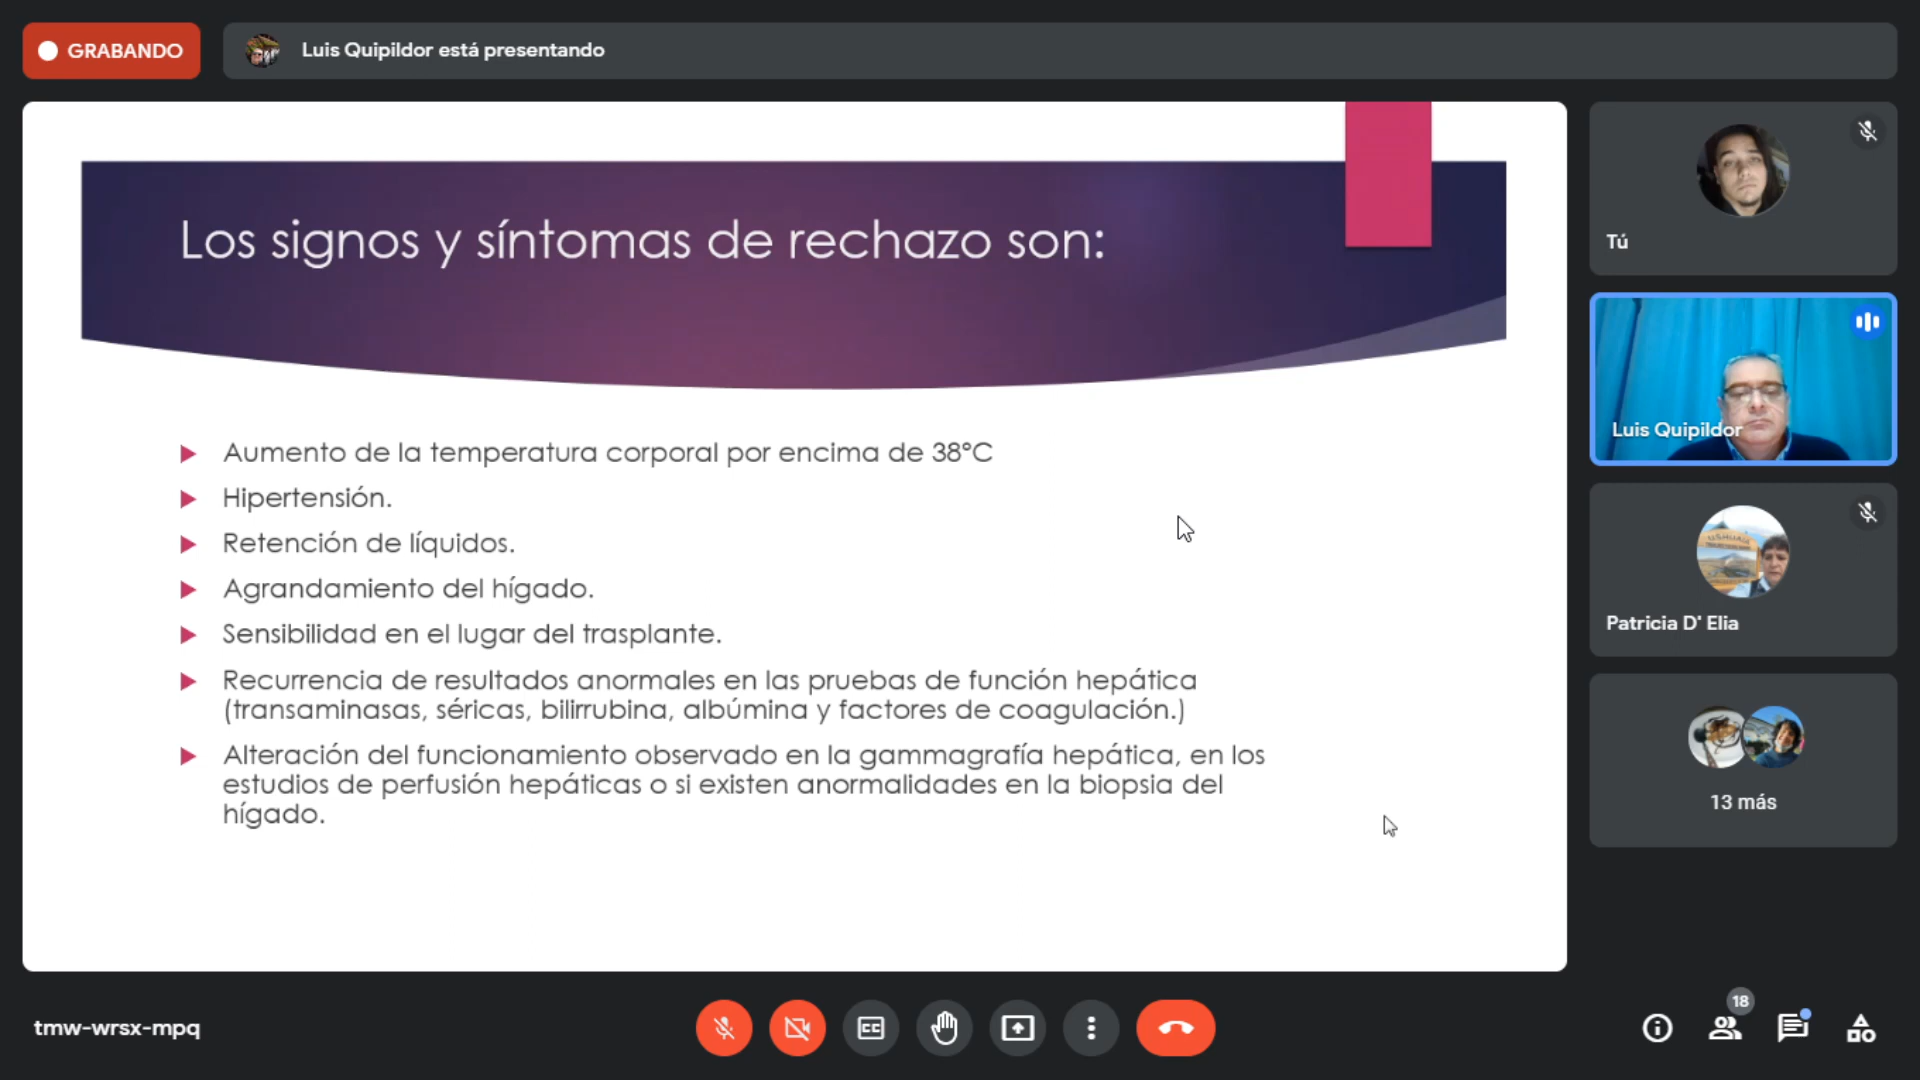 GRABANDO
Luis Quipildor está presentando
Los signos y síntomas de rechazo son:
Aumento de la temperatura corporal por encima de 38°C
Hipertensión.
Retención de líquidos.
Agrandamiento del hígado.
Sensibilidad en el lugar del trasplante.
Recurrencia de resultados anormales en las pruebas de función hepática
(transaminasas, séricas, bilirrubina, albúmina y factores de coagulación.)
Alteración del funcionamiento observado en la gammagrafía hepática, en los
estudios de perfusión hepáticas o si existen anormalidades en la biopsia del
hígado.
Tú
Luis Quipildor
USHUAIA
Patricia D' Elia
13 más
tmw-wrsx-mpq
CC
18